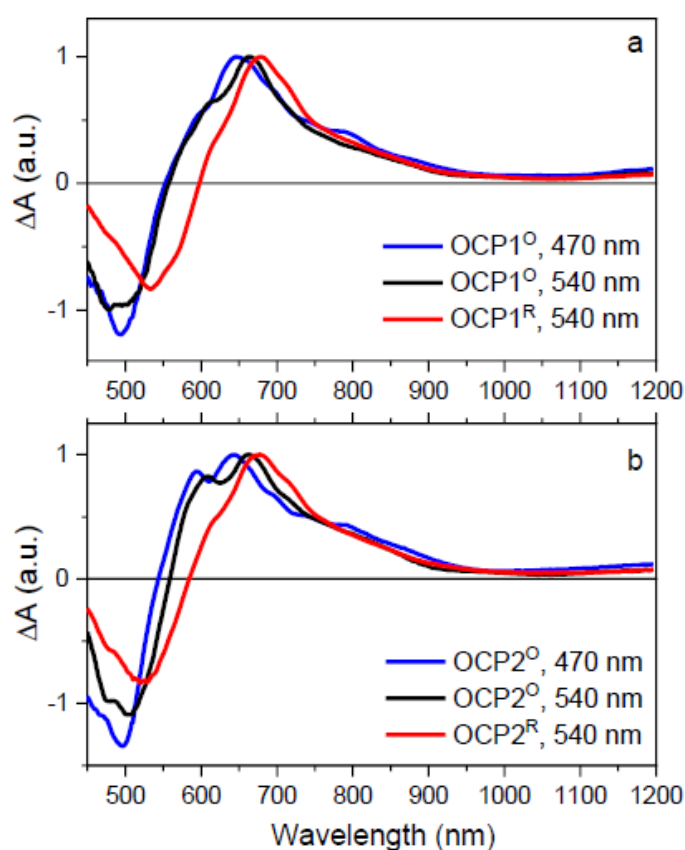 a
1
0
-1
ΔA (a.u.)
OCP1ᴼ, 470 nm
OCP1ᴼ, 540 nm
OCP1ᴿ, 540 nm
500 600 700 800 900 1000 1100 1200
b
1
0
-1
ΔA (a.u.)
OCP2ᴼ, 470 nm
OCP2ᴼ, 540 nm
OCP2ᴿ, 540 nm
500 600 700 800 900 1000 1100 1200
Wavelength (nm)